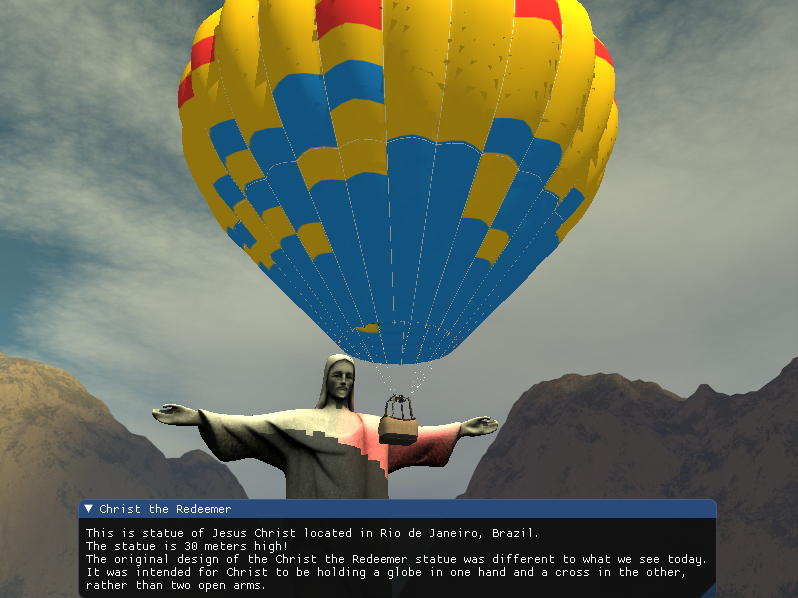 Christ the Redeemer
This is statue of Jesus Christ located in Rio de Janeiro, Brazil.
The statue is 30 meters high!
The original design of the Christ the Redeemer statue was different to what we see today.
It was intended for Christ to be holding a globe in one hand and a cross in the other,
rather than two open arms.